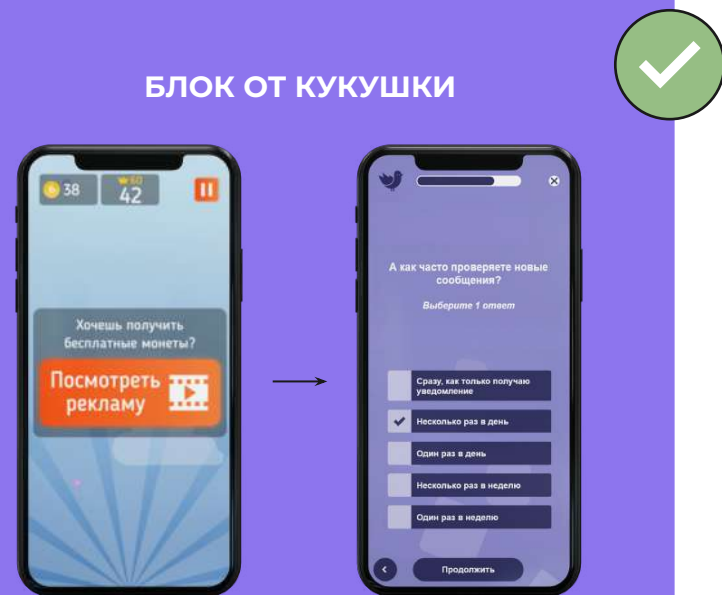 БЛОК ОТ КУКУШКИ
38
60
42
Хочешь получить
бесплатные монеты?
Посмотреть
рекламу
А как часто проверяете новые
сообщения?
Выберите 1 ответ
Сразу, как только получаю
уведомление
Несколько раз в день
Один раз в день
Несколько раз в неделю
Один раз в неделю
Продолжить